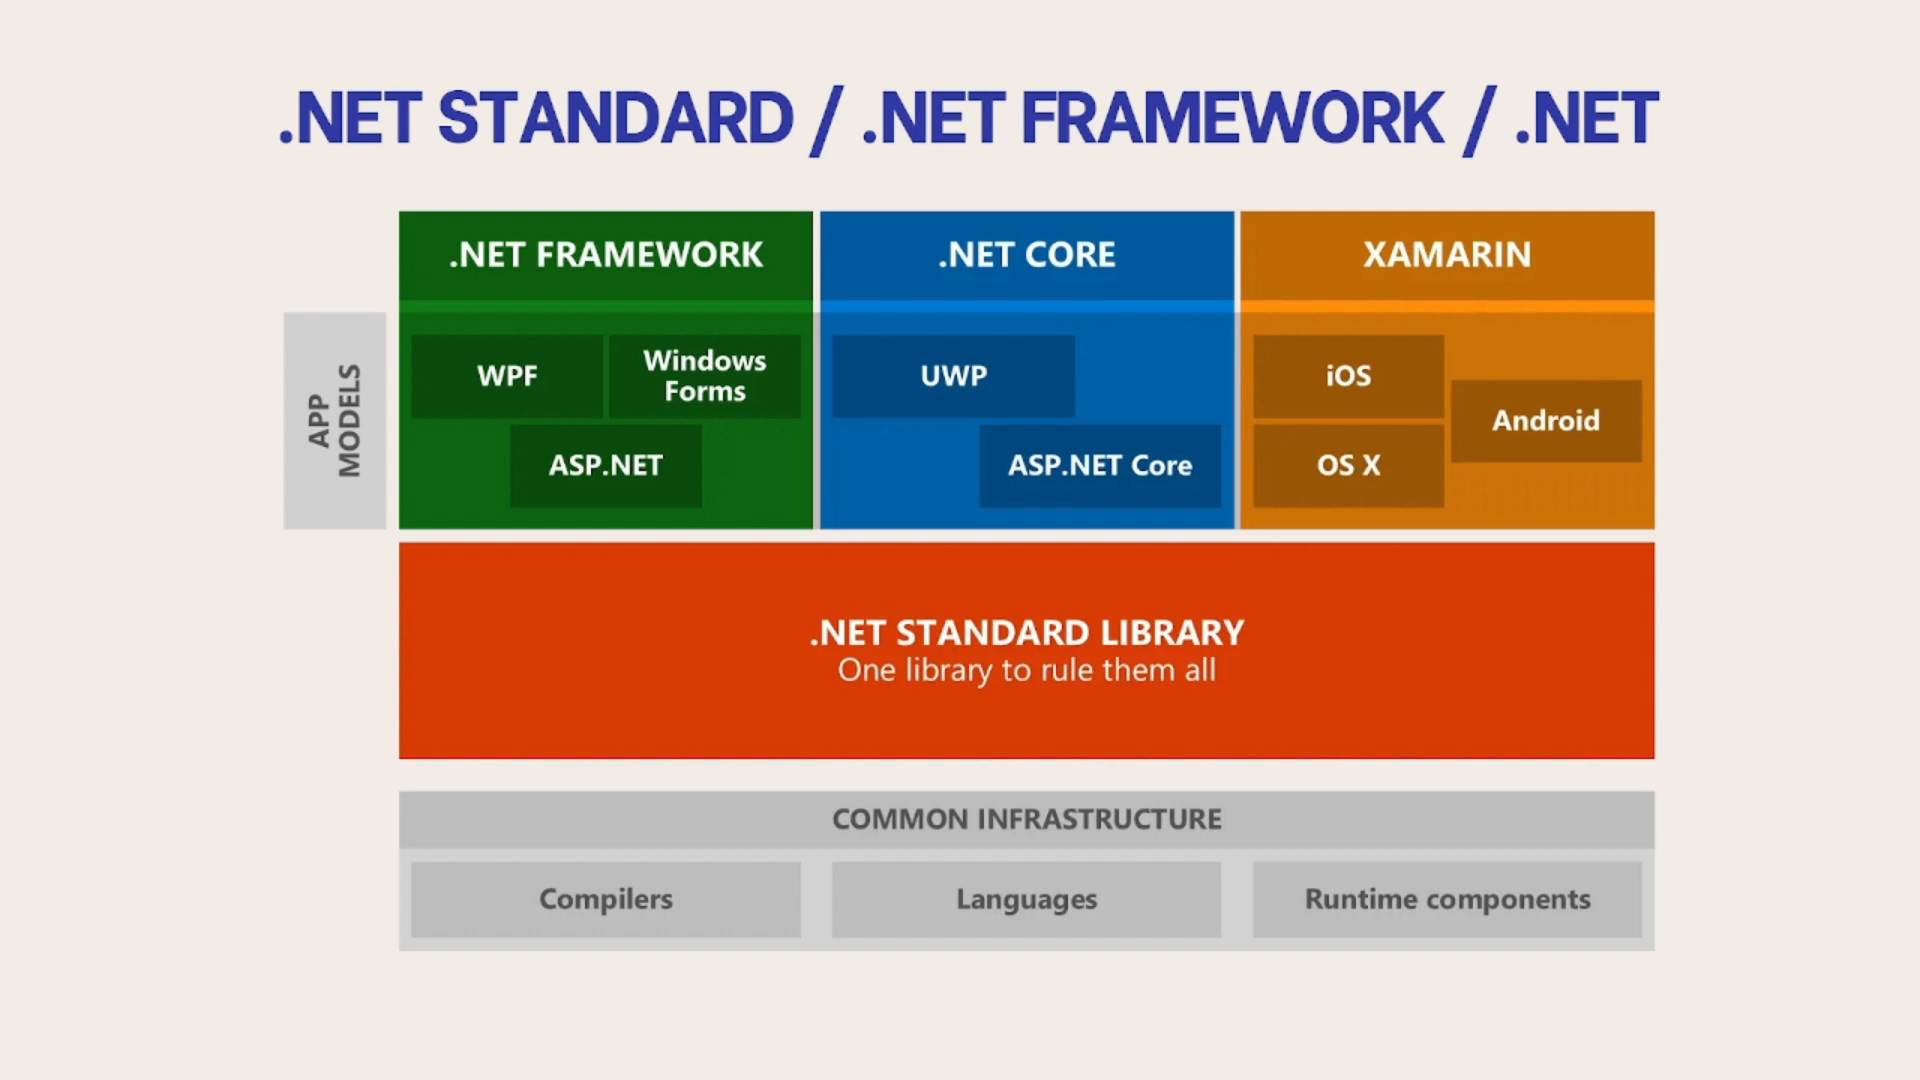 .NET STANDARD / .NET FRAMEWORK / .NET
.NET FRAMEWORK
.NET CORE
XAMARIN
APP
MODELS
WPF
Windows
Forms
ASP.NET
UWP
ASP.NET Core
iOS
Android
OS X
.NET STANDARD LIBRARY
One library to rule them all
COMMON INFRASTRUCTURE
Compilers
Languages
Runtime components